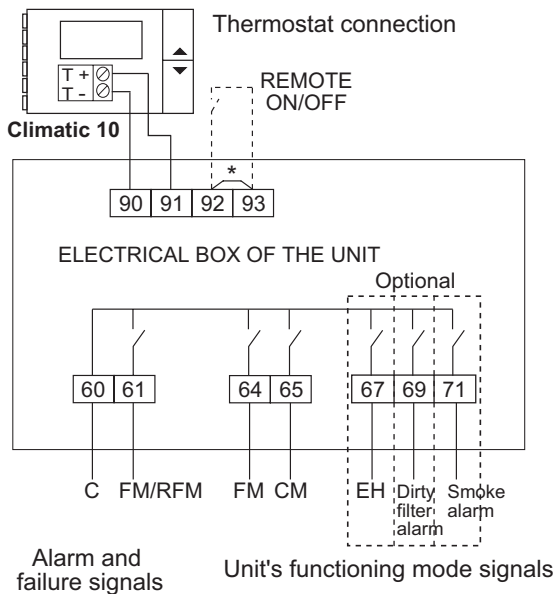 Thermostat connection
T +
T -
REMOTE
ON/OFF
Climatic 10
*
90 91 92 93
ELECTRICAL BOX OF THE UNIT
Optional
60 61 64 65 67 69 71
C FM/RFM FM CM EH Dirty filter alarm Smoke alarm
Alarm and
failure signals
Unit's functioning mode signals